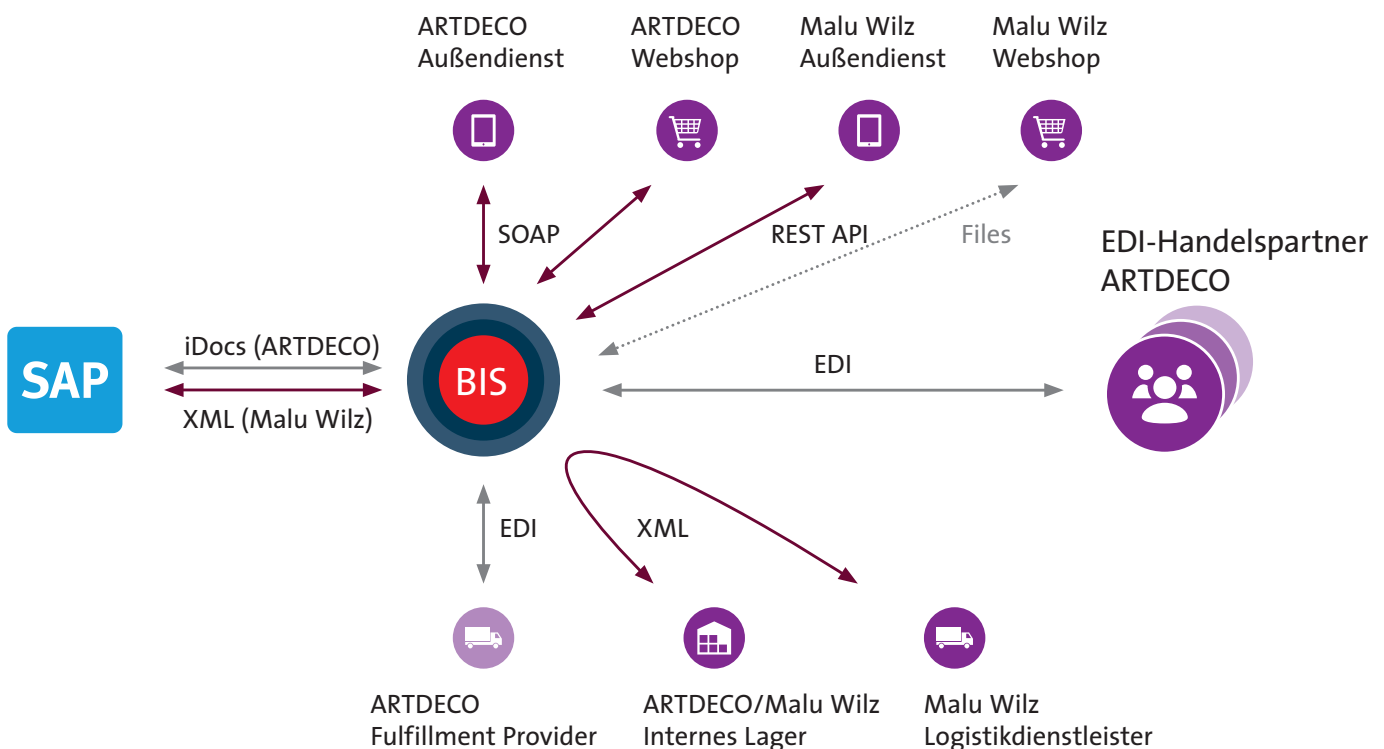 ARTDECO
Außendienst
ARTDECO
Webshop
Malu Wilz
Außendienst
Malu Wilz
Webshop
SOAP
REST API
Files
EDI-Handelspartner
ARTDECO
SAP
iDocs (ARTDECO)
XML (Malu Wilz)
BIS
EDI
EDI
XML
ARTDECO
Fulfillment Provider
ARTDECO/Malu Wilz
Internes Lager
Malu Wilz
Logistikdienstleister